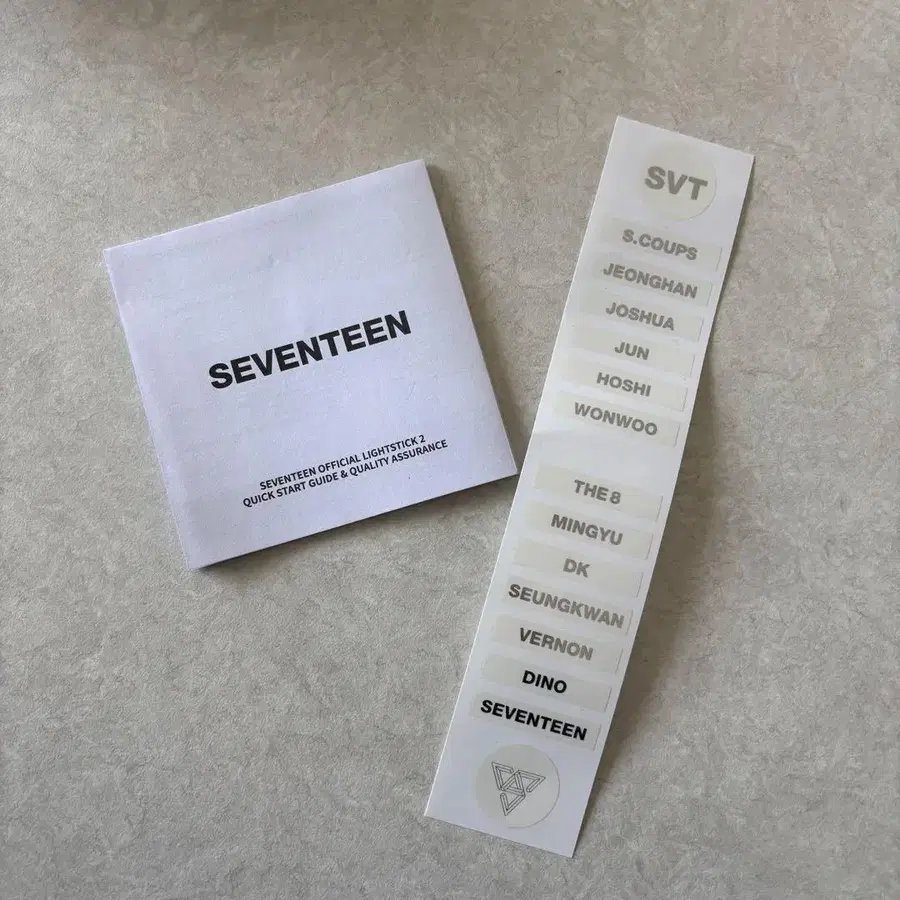 SEVENTEEN
SEVENTEEN OFFICIAL LIGHTSTICK 2
QUICK START GUIDE & QUALITY ASSURANCE
SVT
S.COUPS
JEONGHAN
JOSHUA
JUN
HOSHI
WONWOO
THE 8
MINGYU
DK
SEUNGKWAN
VERNON
DINO
SEVENTEEN